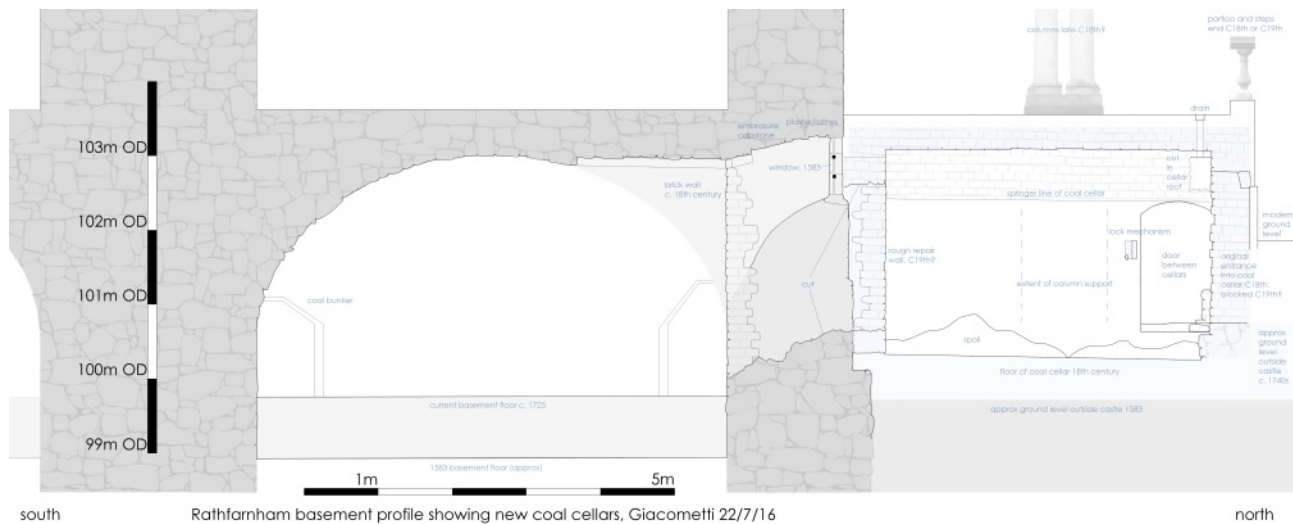 columns late C18th?
portico and steps
end C18th or C19th
drain
embrasure
capstone
plaster/lathes
103m OD
window, 1583
cut
in
cellar
roof
brick wall
c. 18th century
springer line of coal cellar
102m OD
modern
ground
level
lock mechanism
rough repair
wall, C19th?
door
between
cellars
original
entrance
into coal
cellar C18th;
blocked C19th?
101m OD
coal bunker
cut
extent of column support
spoil
approx
ground
level
outside
castle
c. 1740s
100m OD
floor of coal cellar 18th century
current basement floor c. 1725
approx ground level outside castle 1583
99m OD
1583 basement floor (approx)
1m
5m
south
Rathfarnham basement profile showing new coal cellars, Giacometti 22/7/16
north